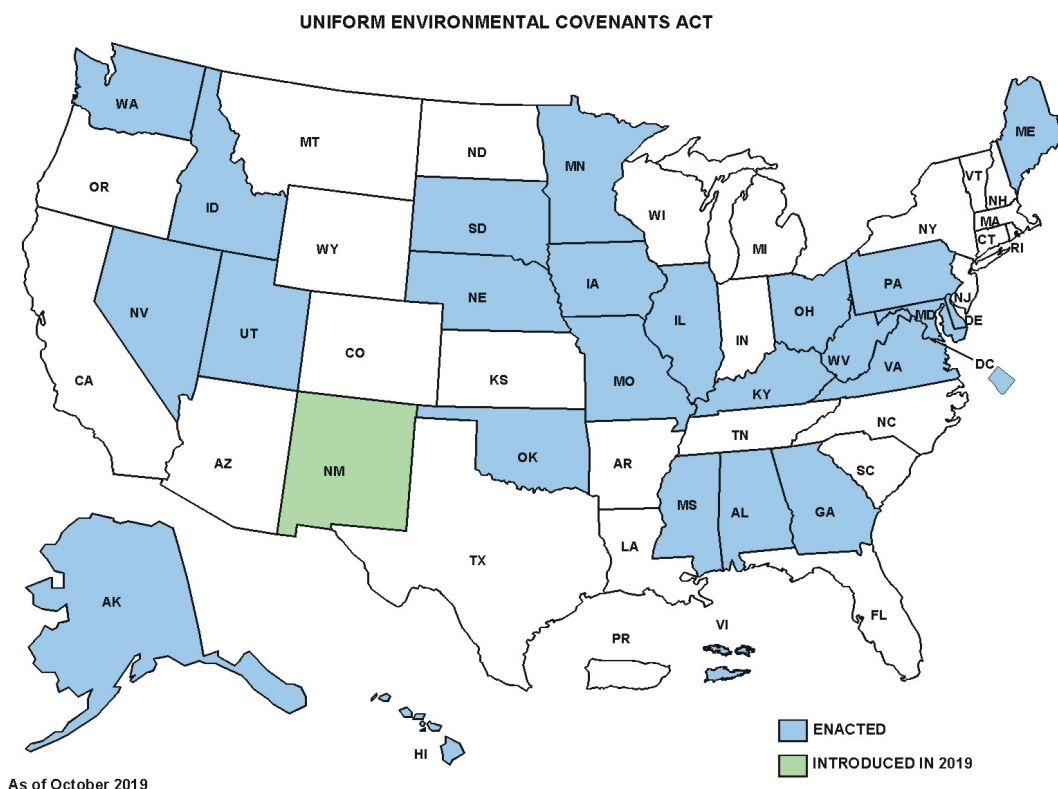 UNIFORM ENVIRONMENTAL COVENANTS ACT
WA
MT
ND
MN
ME
OR
ID
SD
WI
MI
VT
NH
NY
MA
CT
RI
WY
NV
UT
NE
IA
IL
IN
OH
PA
NJ
MD
DE
CA
CO
KS
MO
KY
WV
VA
DC
AZ
NM
OK
AR
TN
NC
SC
MS
AL
GA
TX
LA
FL
AK
HI
PR
VI
ENACTED
INTRODUCED IN 2019
As of October 2019